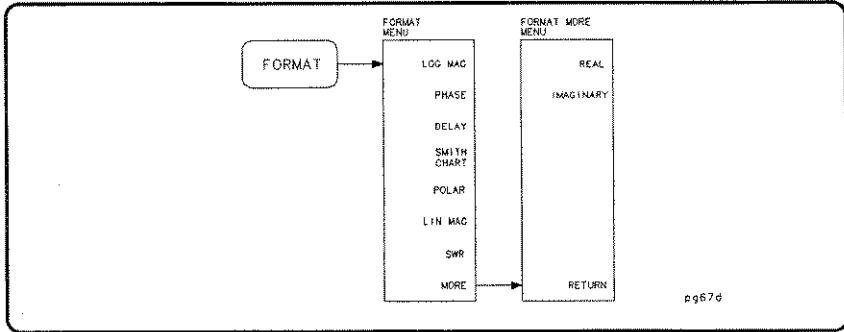 FORMAT
MENU
FORMAT MORE
MENU
FORMAT
LOG MAG
PHASE
DELAY
SMITH
CHART
POLAR
LIN MAG
SWR
MORE
REAL
IMAGINARY
RETURN
pg67d